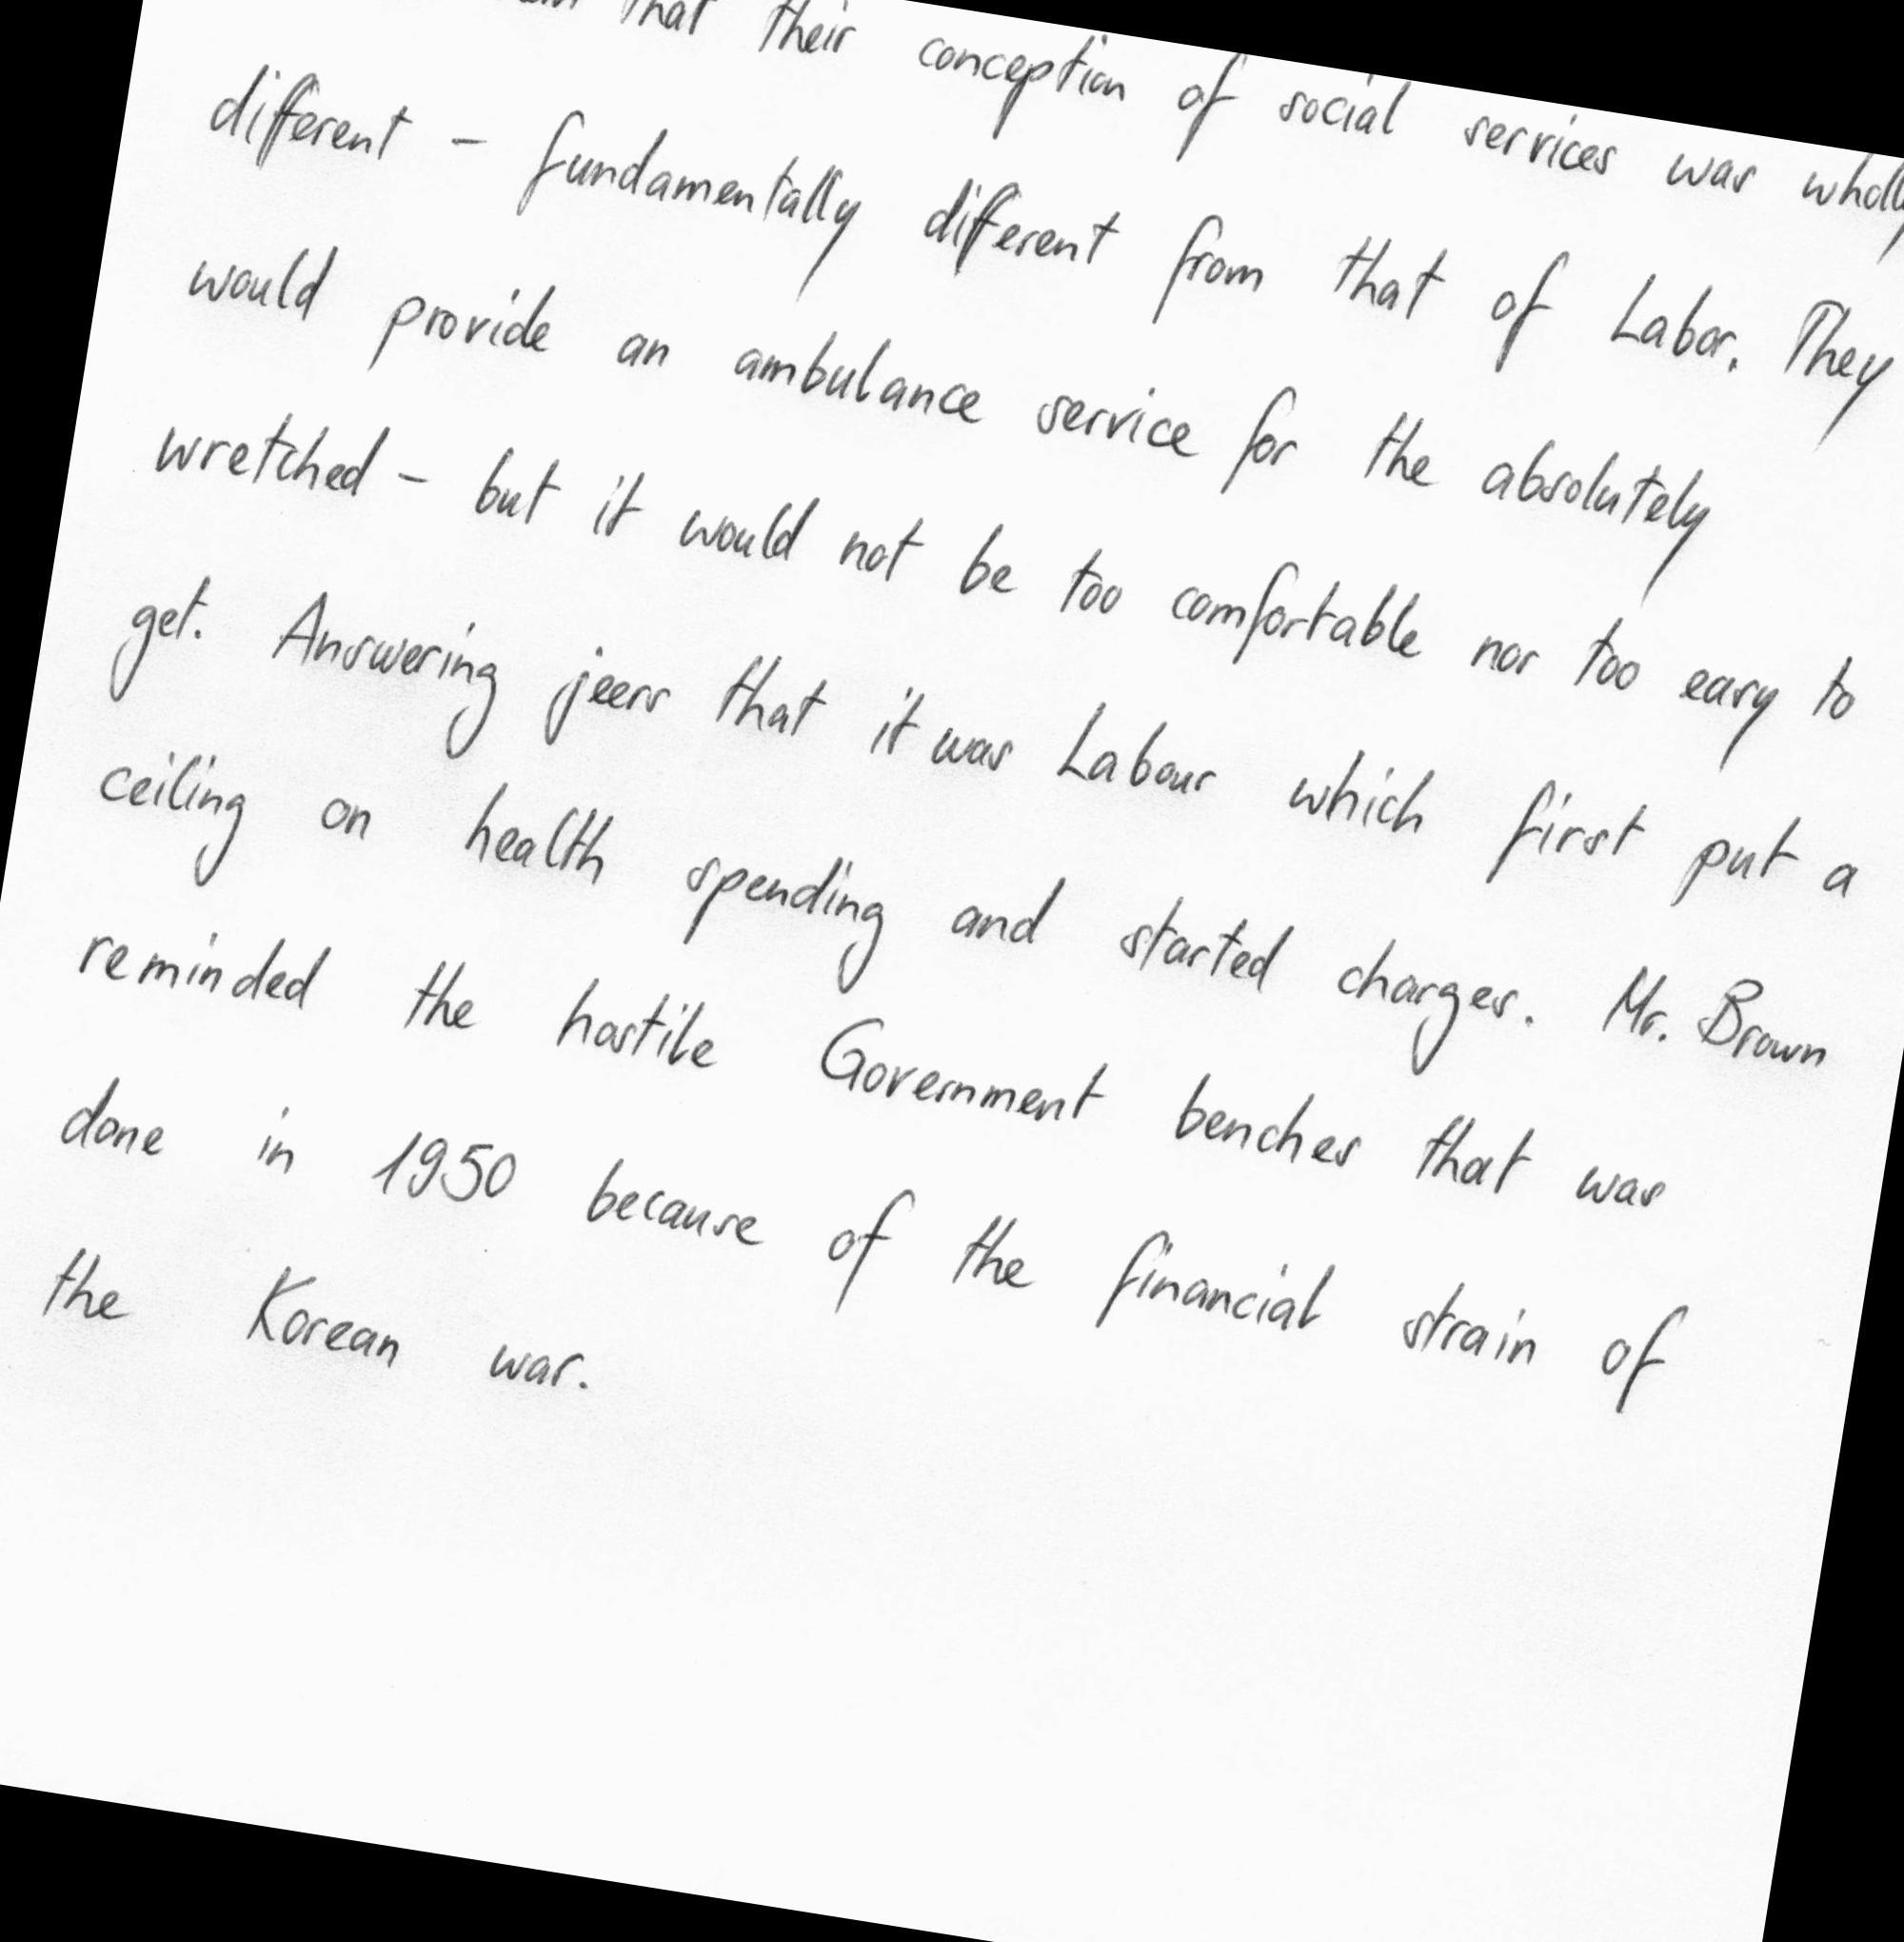 that their conception of social services was wholly
different - fundamentally different from that of Labor. They
would provide an ambulance service for the absolutely
wretched - but it would not be too comfortable nor too easy to
get. Answering jeers that it was Labour which first put a
ceiling on health spending and started charges. Mr. Brown
reminded the hostile Government benches that was
done in 1950 because of the financial strain of
the Korean war.